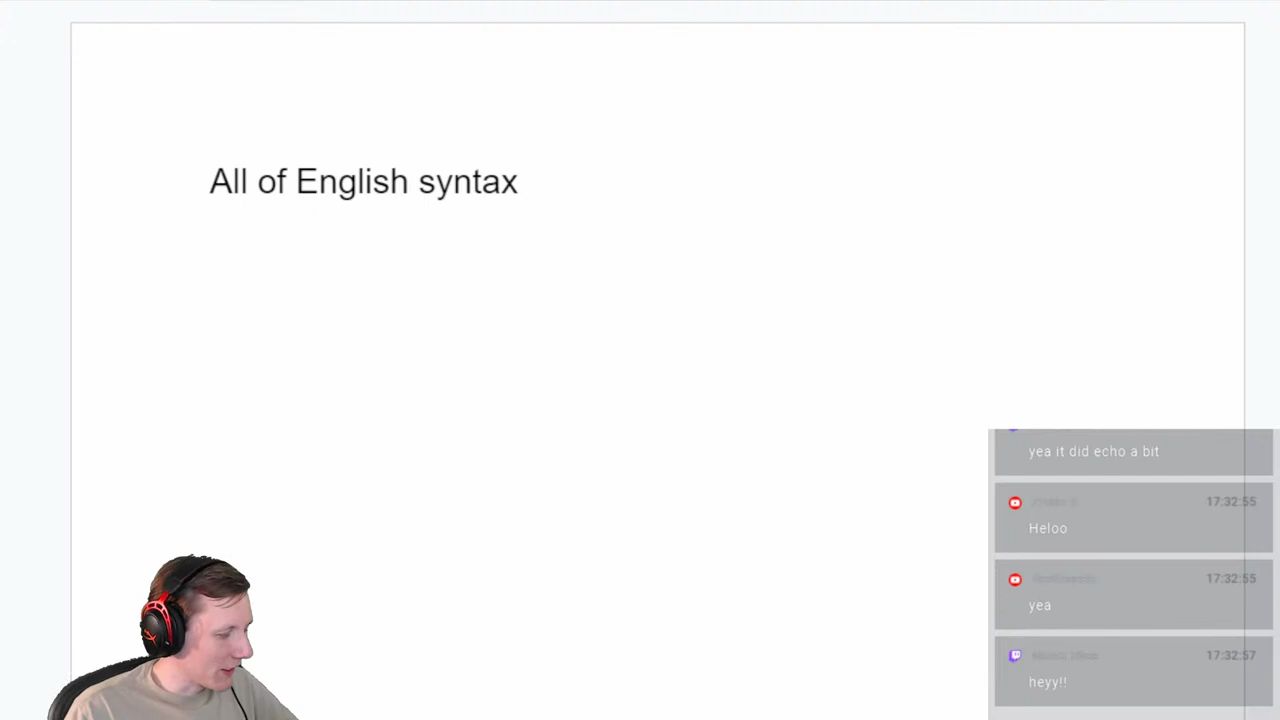 All of English syntax
yea it did echo a bit
17:32:55
Heloo
17:32:55
yea
17:32:57
heyy!!